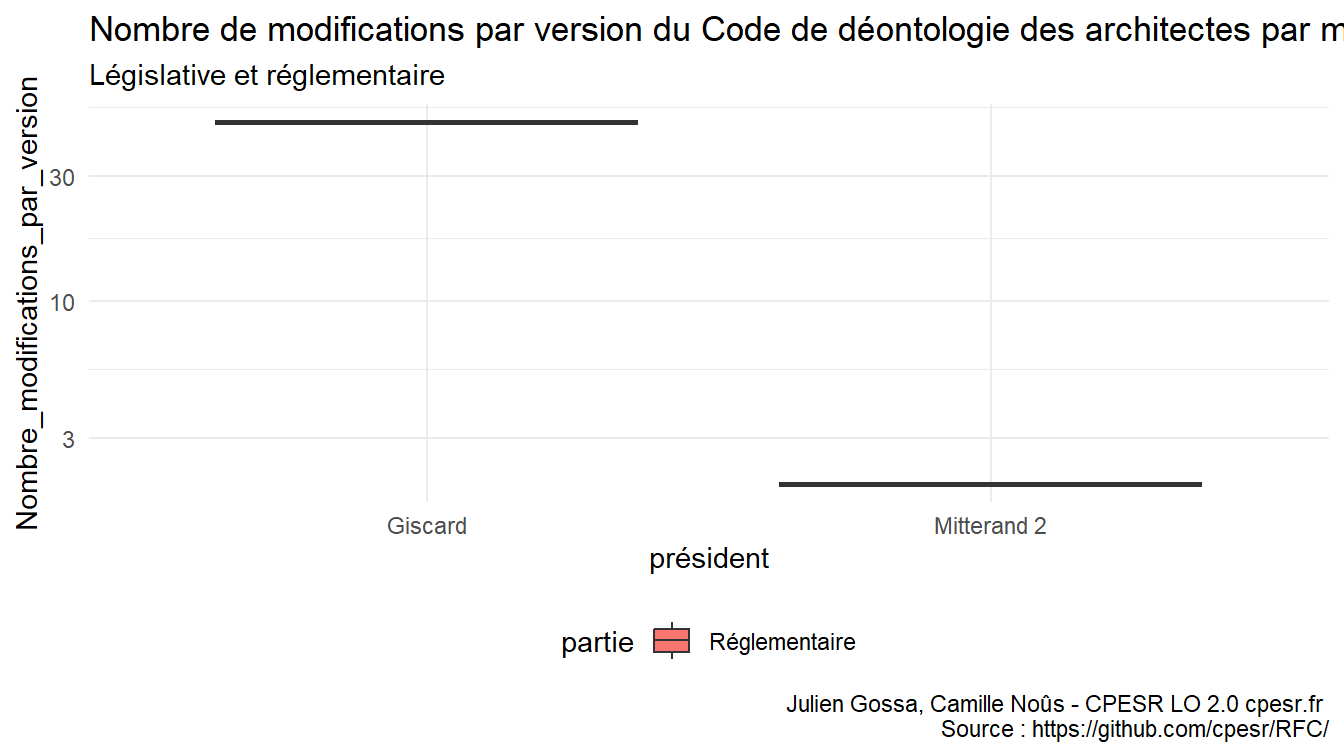 Nombre de modifications par version du Code de déontologie des architectes par m
Législative et réglementaire
Nombre_modifications_par_version
30
10
3
Giscard
Mitterand 2
président
partie
Réglementaire
Julien Gossa, Camille Noûs - CPESR LO 2.0 cpesr.fr
Source : https://github.com/cpesr/RFC/